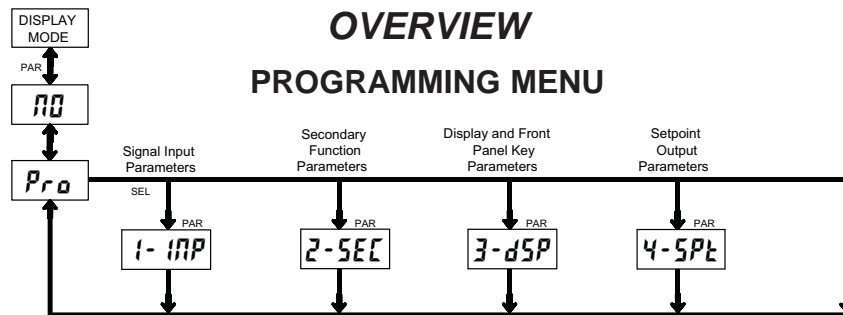 OVERVIEW
PROGRAMMING MENU
DISPLAY
MODE
PAR
NO
Pro
Signal Input
Parameters
SEL
PAR
1-INP
Secondary
Function
Parameters
PAR
2-SEC
Display and Front
Panel Key
Parameters
PAR
3-dSP
Setpoint
Output
Parameters
PAR
4-SPt